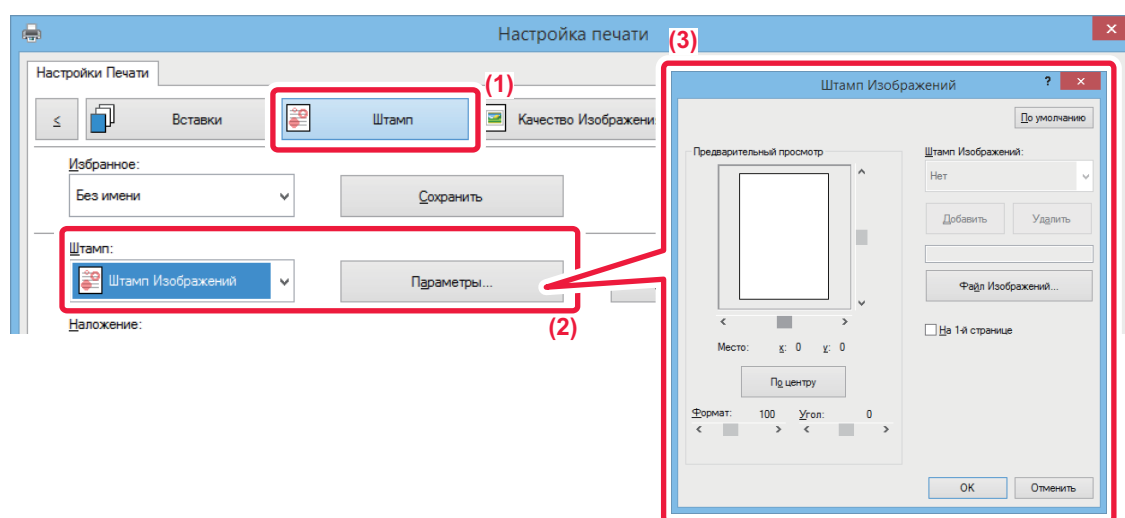 Настройка печати
Настройки Печати
(1)
≤ Вставки Штамп Качество Изображени
Избранное:
Без имени Сохранить
Штамп:
Штамп Изображений Параметры...
(2)
Наложение:
(3)
Штамп Изображений ?
По умолчанию
Предварительный просмотр
Штамп Изображений:
Нет
Добавить Удалить
Файл Изображений...
На 1-й странице
Место: x: 0 y: 0
По центру
Формат: 100 Угол: 0
OK Отменить